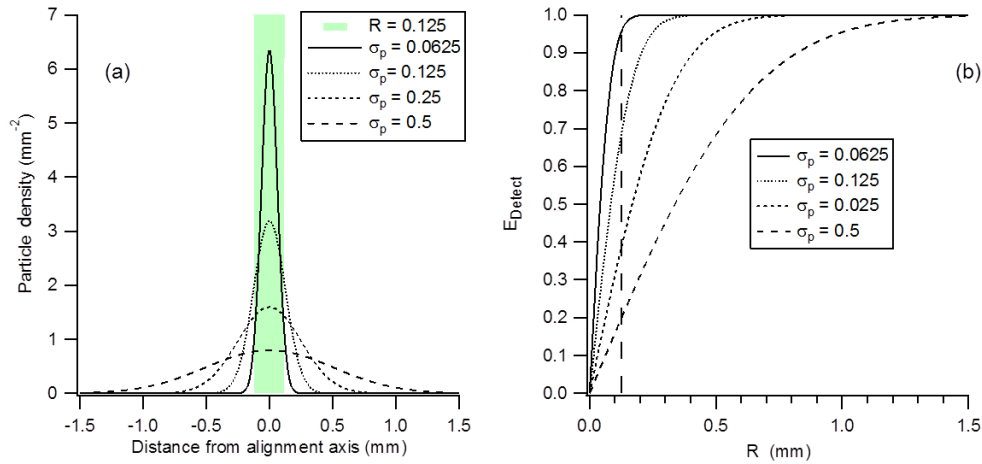 7
6
5
4
3
2
1
0
Particle density (mm⁻²)
(a)
R = 0.125
σp = 0.0625
σp = 0.125
σp = 0.25
σp = 0.5
-1.5 -1.0 -0.5 0.0 0.5 1.0 1.5
Distance from alignment axis (mm)
1.0
0.9
0.8
0.7
0.6
0.5
0.4
0.3
0.2
0.1
0.0
EDetect
(b)
σp = 0.0625
σp = 0.125
σp = 0.025
σp = 0.5
0.0 0.5 1.0 1.5
R (mm)